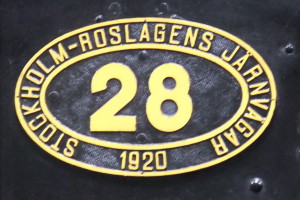 STOCKHOLM-ROSLAGENS JÄRNVÄGAR
28
1920